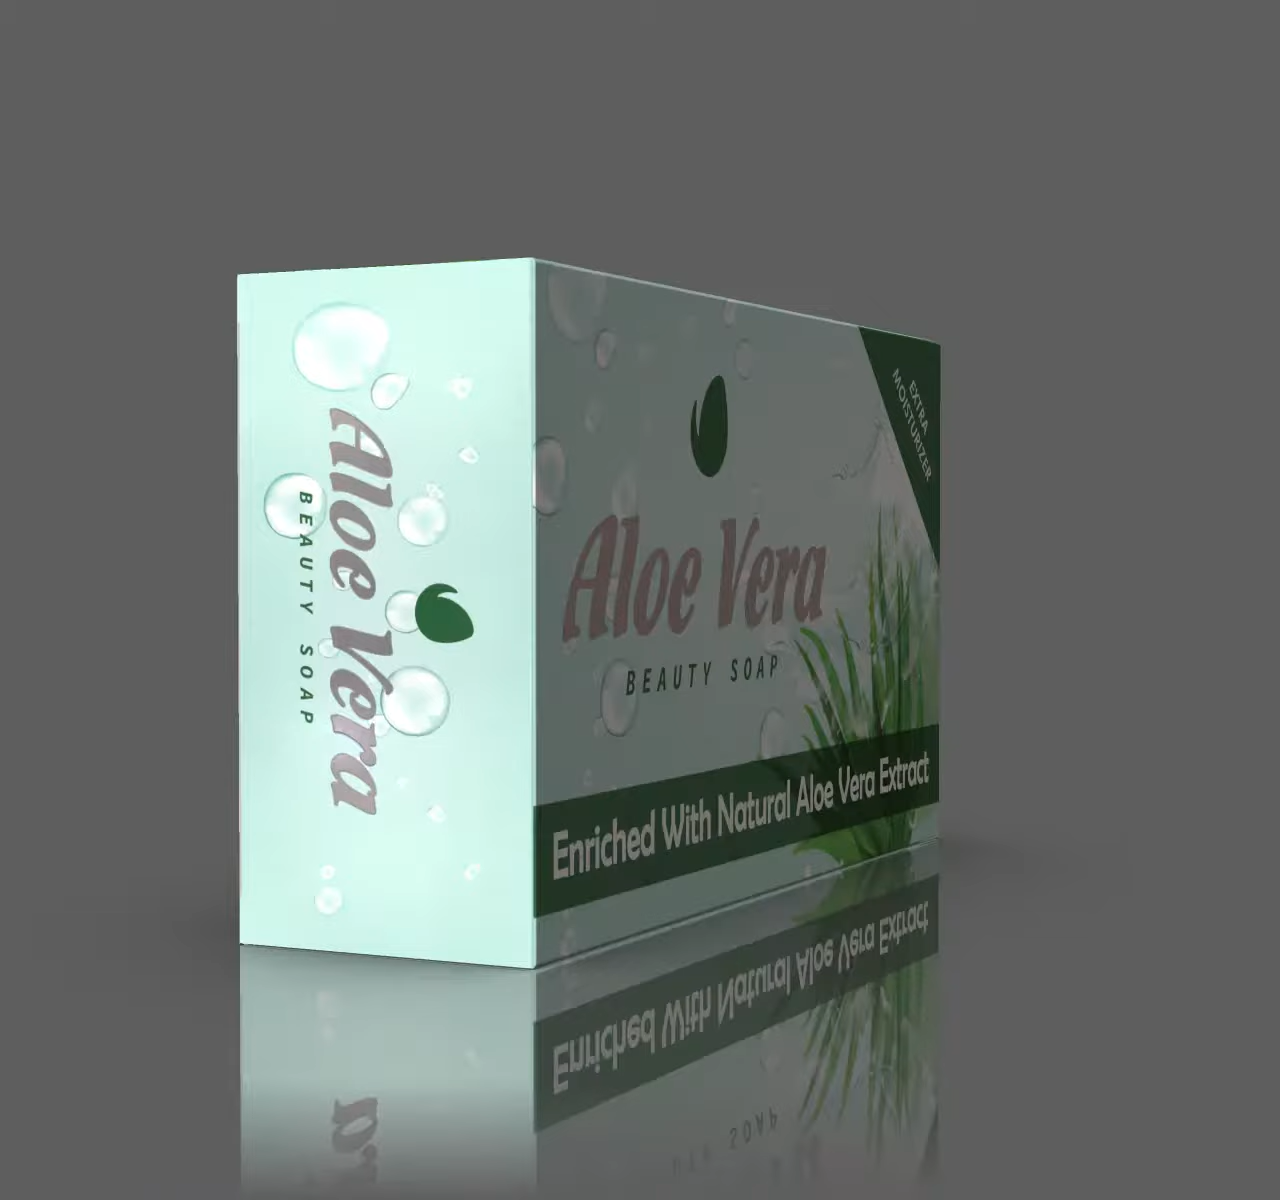 Aloe Vera
BEAUTY SOAP
EXTRA
MOISTURIZER
Aloe Vera
BEAUTY SOAP
Enriched With Natural Aloe Vera Extract